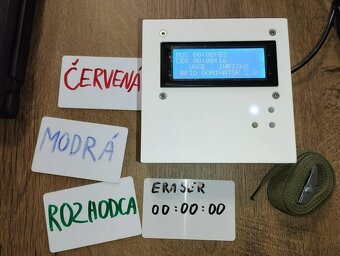 MOD 00:00:03
CER 00:00:16
VASE IHRISKO
RFID DOMINATOR 2.0
ČERVENÁ
MODRÁ
ROZHODCA
ERASER
00:00:00